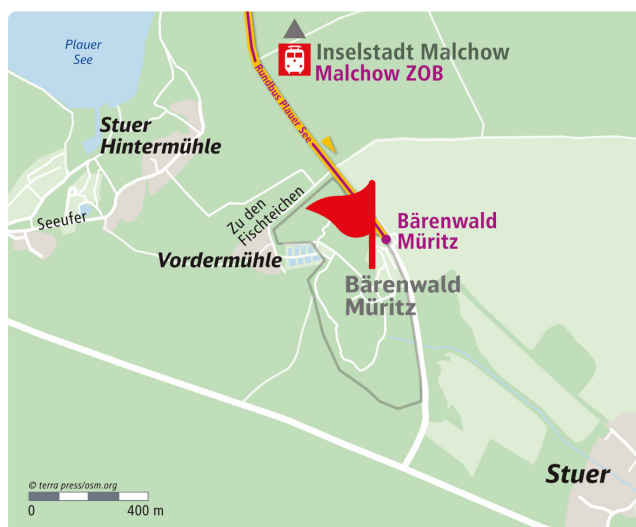 Plauer
See
Inselstadt Malchow
Malchow ZOB
Rundbus Plauer See
Stuer
Hintermühle
Seeufer
Zu den
Fischteichen
Vordermühle
Bärenwald
Müritz
Bärenwald
Müritz
Stuer
© terra press/osm.org
0 400 m